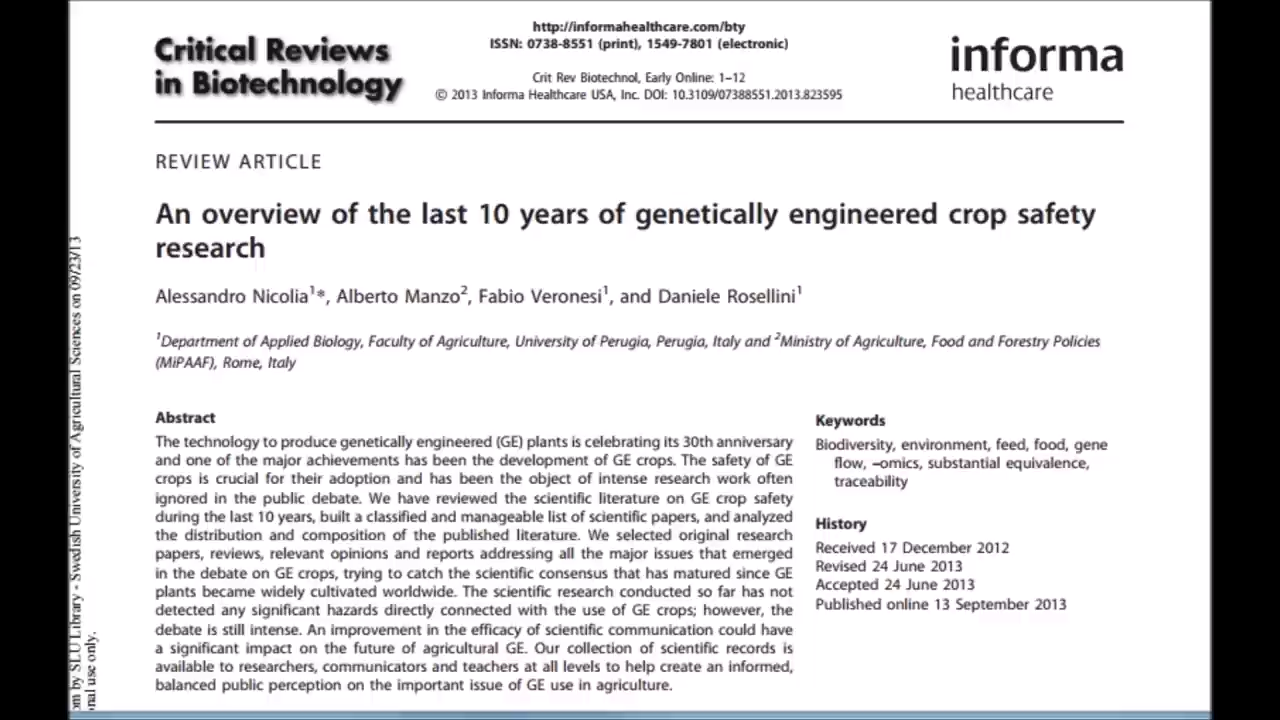 http://informahealthcare.com/bty
ISSN: 0738-8551 (print), 1549-7801 (electronic)
Critical Reviews
in Biotechnology
Crit Rev Biotechnol, Early Online: 1–12
© 2013 Informa Healthcare USA, Inc. DOI: 10.3109/07388551.2013.823595
informa
healthcare
REVIEW ARTICLE
An overview of the last 10 years of genetically engineered crop safety
research
Alessandro Nicolia1*, Alberto Manzo2, Fabio Veronesi1, and Daniele Rosellini1
1Department of Applied Biology, Faculty of Agriculture, University of Perugia, Perugia, Italy and 2Ministry of Agriculture, Food and Forestry Policies
(MiPAAF), Rome, Italy
Abstract
The technology to produce genetically engineered (GE) plants is celebrating its 30th anniversary
and one of the major achievements has been the development of GE crops. The safety of GE
crops is crucial for their adoption and has been the object of intense research work often
ignored in the public debate. We have reviewed the scientific literature on GE crop safety
during the last 10 years, built a classified and manageable list of scientific papers, and analyzed
the distribution and composition of the published literature. We selected original research
papers, reviews, relevant opinions and reports addressing all the major issues that emerged
in the debate on GE crops, trying to catch the scientific consensus that has matured since GE
plants became widely cultivated worldwide. The scientific research conducted so far has not
detected any significant hazards directly connected with the use of GE crops; however, the
debate is still intense. An improvement in the efficacy of scientific communication could have
a significant impact on the future of agricultural GE. Our collection of scientific records is
available to researchers, communicators and teachers at all levels to help create an informed,
balanced public perception on the important issue of GE use in agriculture.
Keywords
Biodiversity, environment, feed, food, gene
flow, –omics, substantial equivalence,
traceability
History
Received 17 December 2012
Revised 24 June 2013
Accepted 24 June 2013
Published online 13 September 2013
om by SLU Library - Swedish University of Agricultural Sciences on 09/23/13
nal use only.